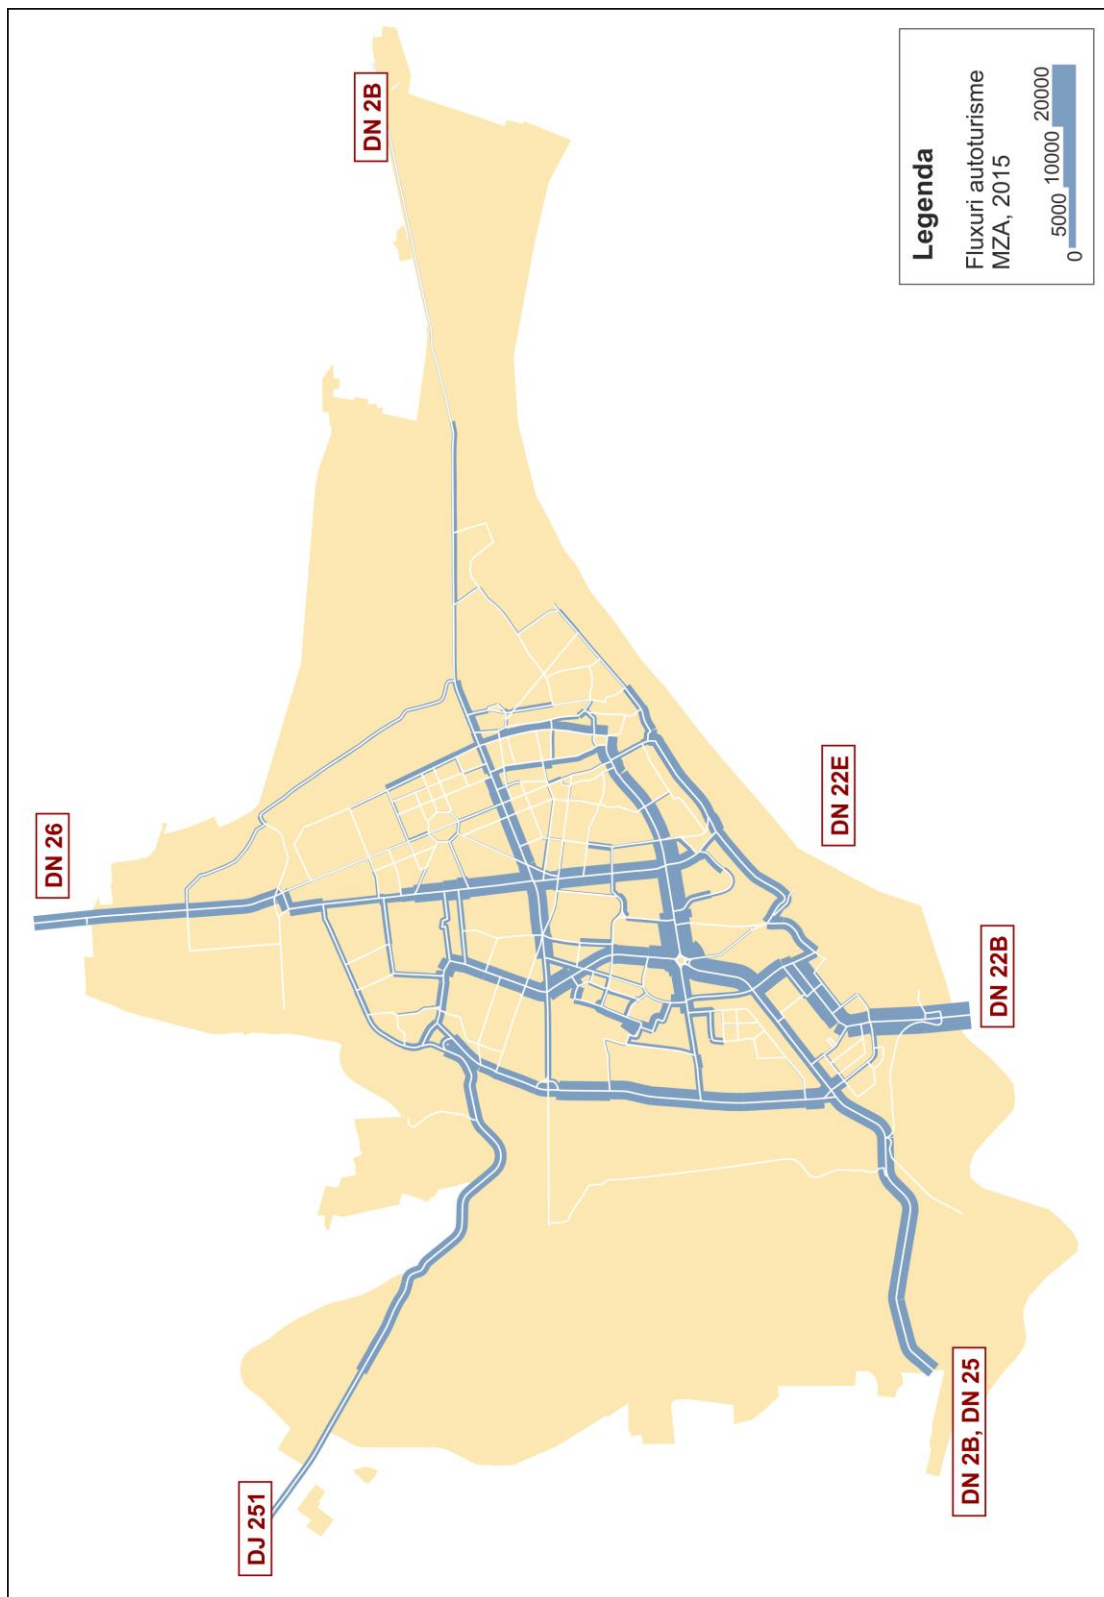 DN 2B
DN 26
DN 22E
DN 22B
DN 2B, DN 25
DJ 251
Legenda
Fluxuri autoturisme
MZA, 2015
0 5000 10000 20000